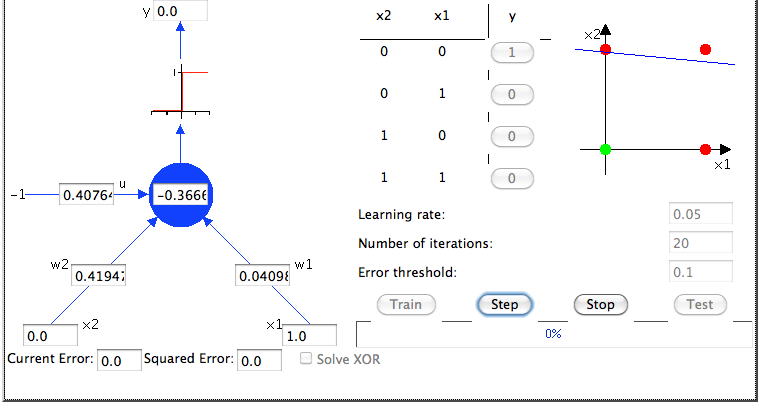 y 0.0
x2 x1 y
0 0 1
0 1 0
1 0 0
1 1 0
x2
x1
-1 0.40764 u -0.3666
w2 0.41947 0.04098 w1
0.0 x2 x1 1.0
Current Error: 0.0 Squared Error: 0.0 Solve XOR
Learning rate: 0.05
Number of iterations: 20
Error threshold: 0.1
Train Step Stop Test
0%